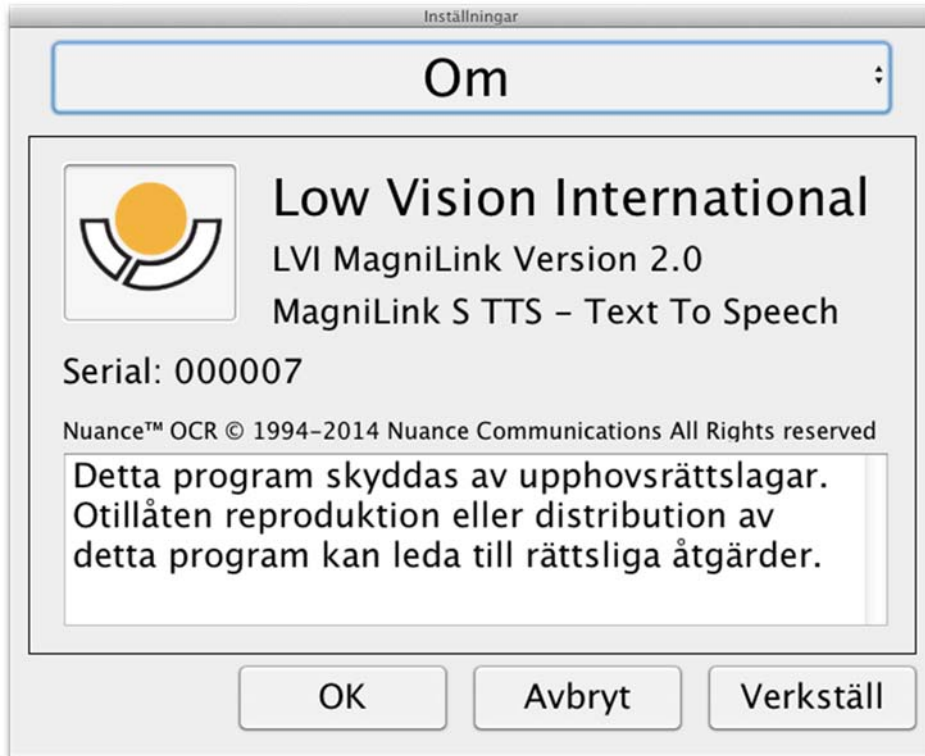 Inställningar
Om
Low Vision International
LVI MagniLink Version 2.0
MagniLink S TTS – Text To Speech
Serial: 000007
Nuance™ OCR © 1994–2014 Nuance Communications All Rights reserved
Detta program skyddas av upphovsrättslagar.
Otillåten reproduktion eller distribution av
detta program kan leda till rättsliga åtgärder.
OK Avbryt Verkställ